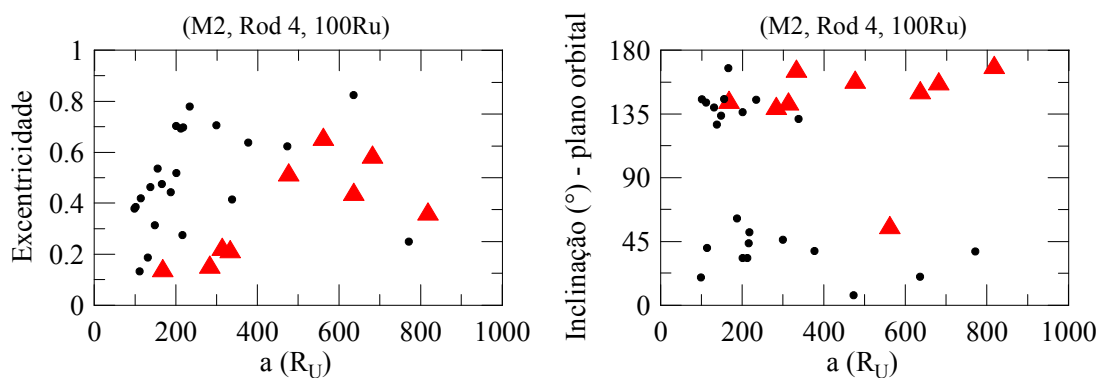 (M2, Rod 4, 100Ru)
Excentricidade
1
0.8
0.6
0.4
0.2
0
0 200 400 600 800 1000
a (R_U)
(M2, Rod 4, 100Ru)
Inclinação (°) - plano orbital
180
135
90
45
0
0 200 400 600 800 1000
a (R_U)